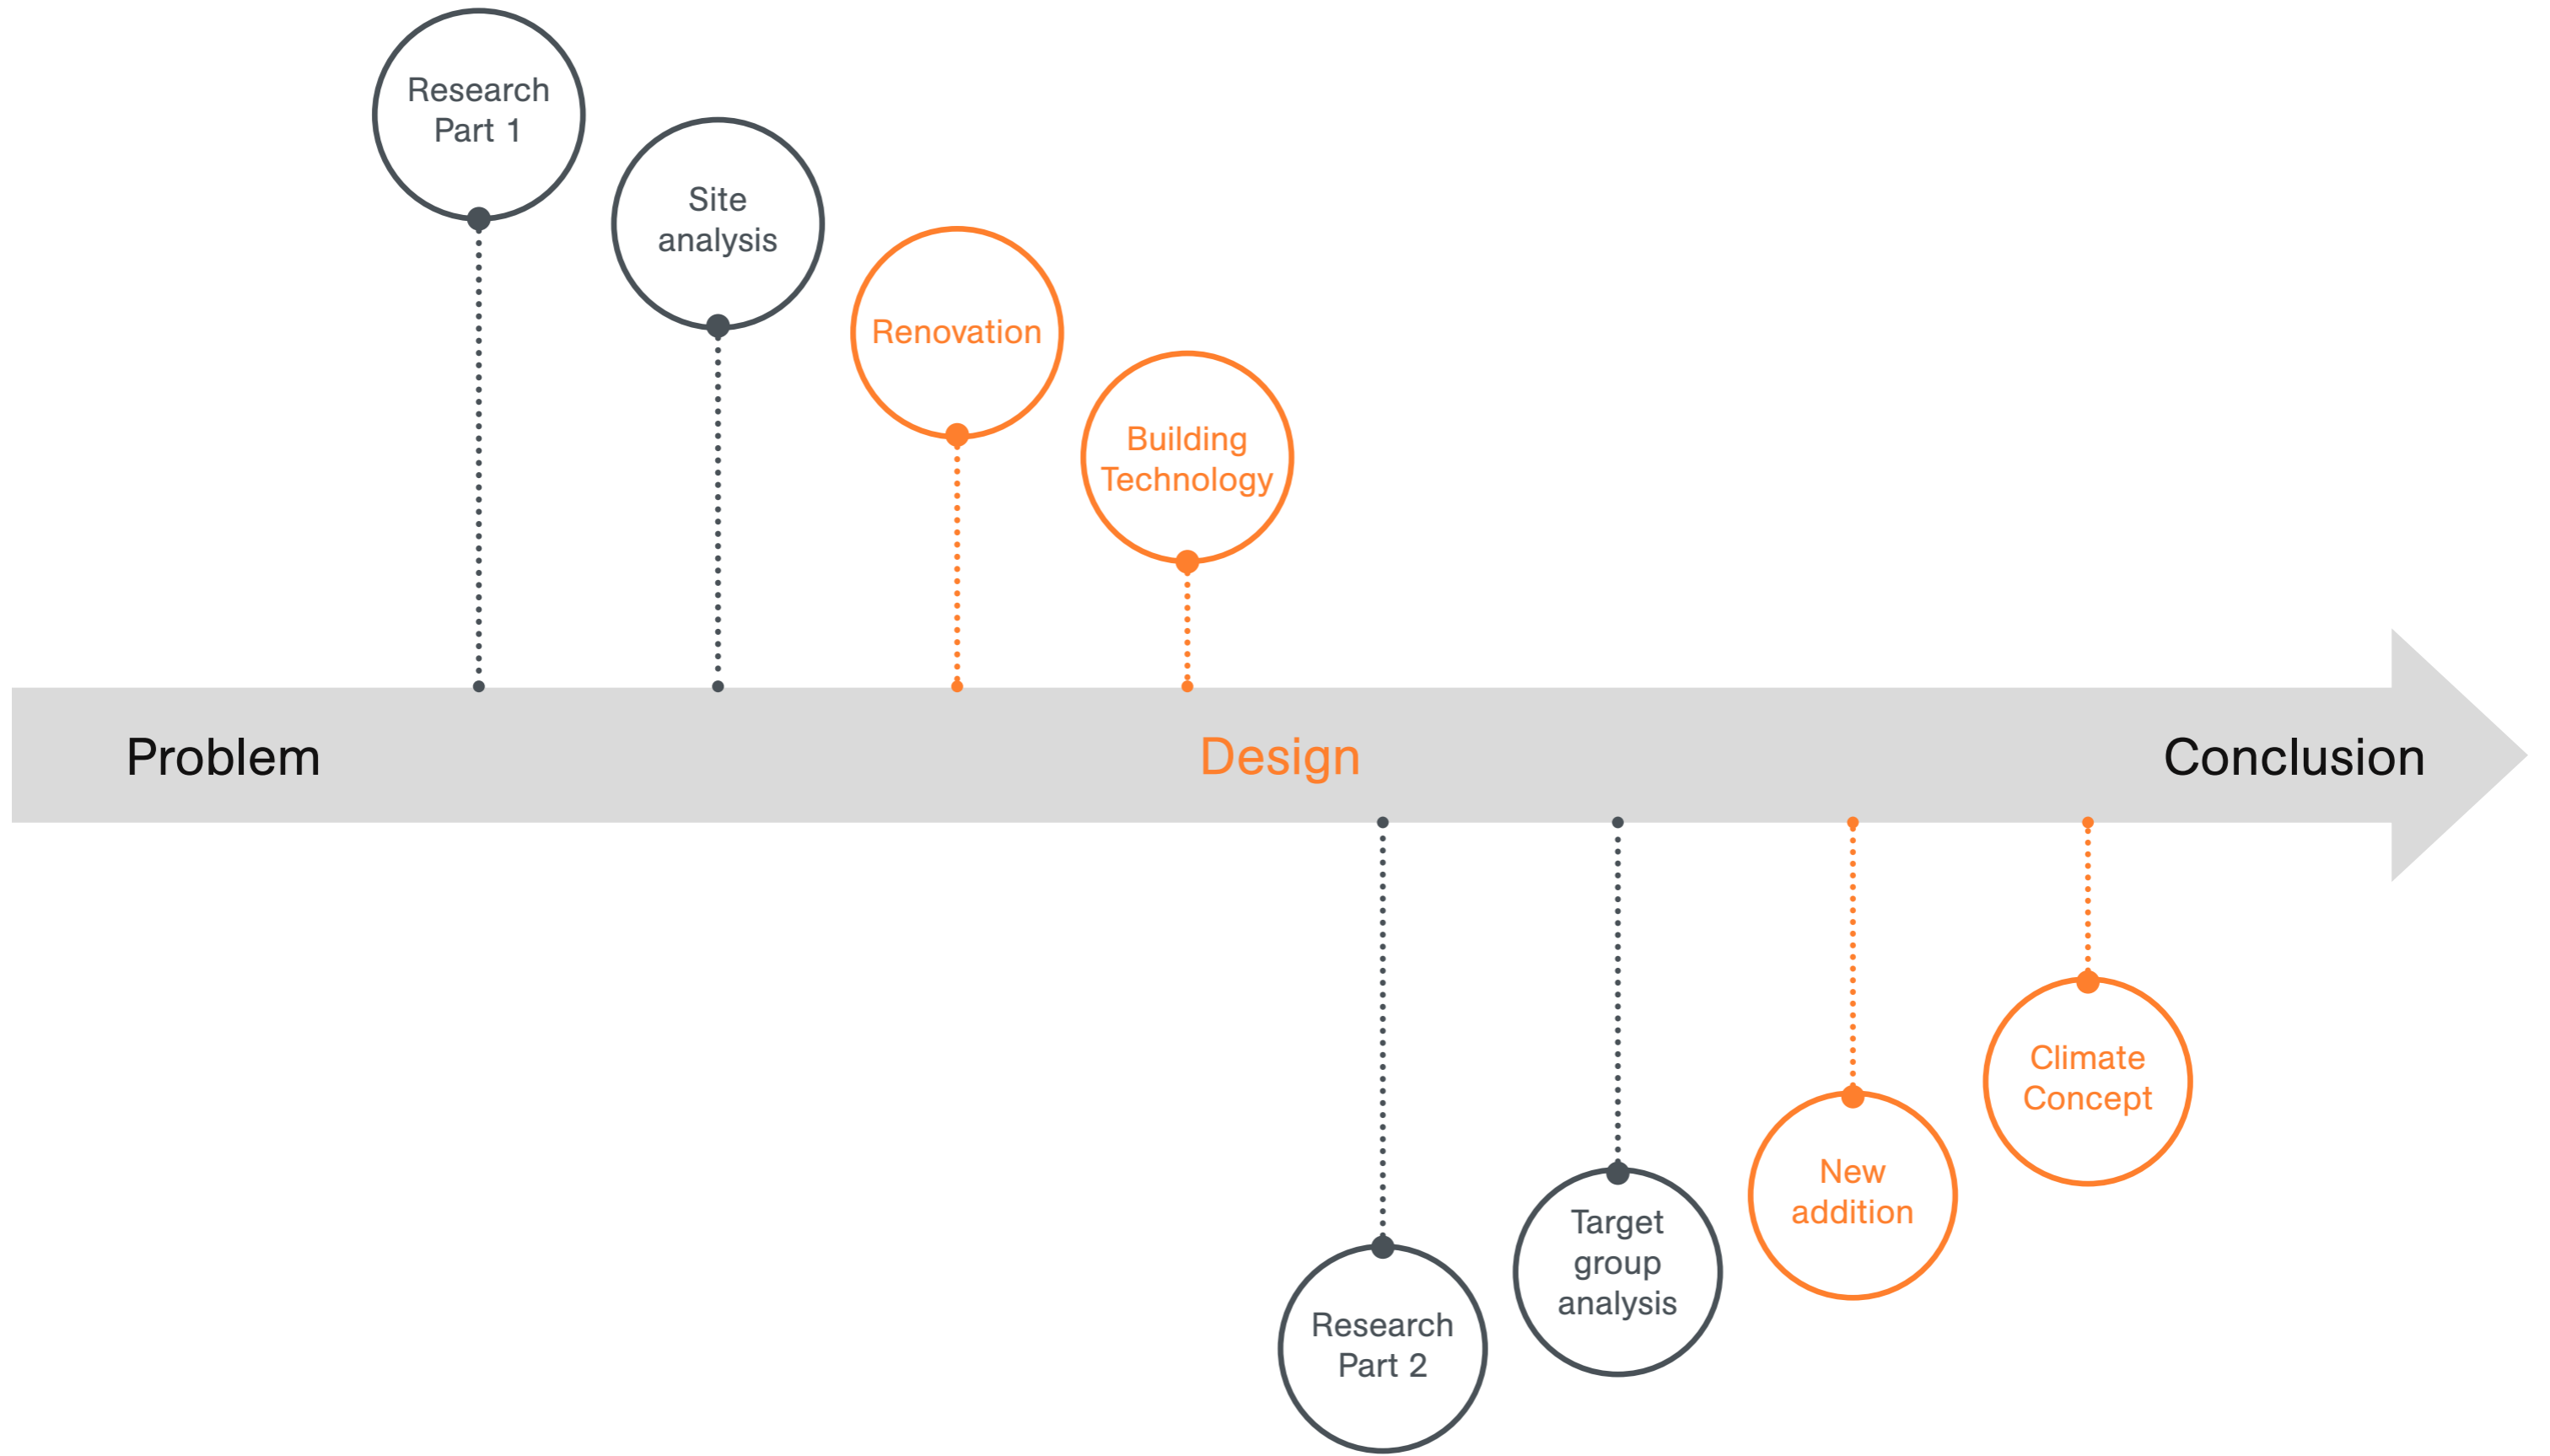 Research
Part 1
Site
analysis
Renovation
Building
Technology
Problem
Design
Conclusion
Research
Part 2
Target
group
analysis
New
addition
Climate
Concept